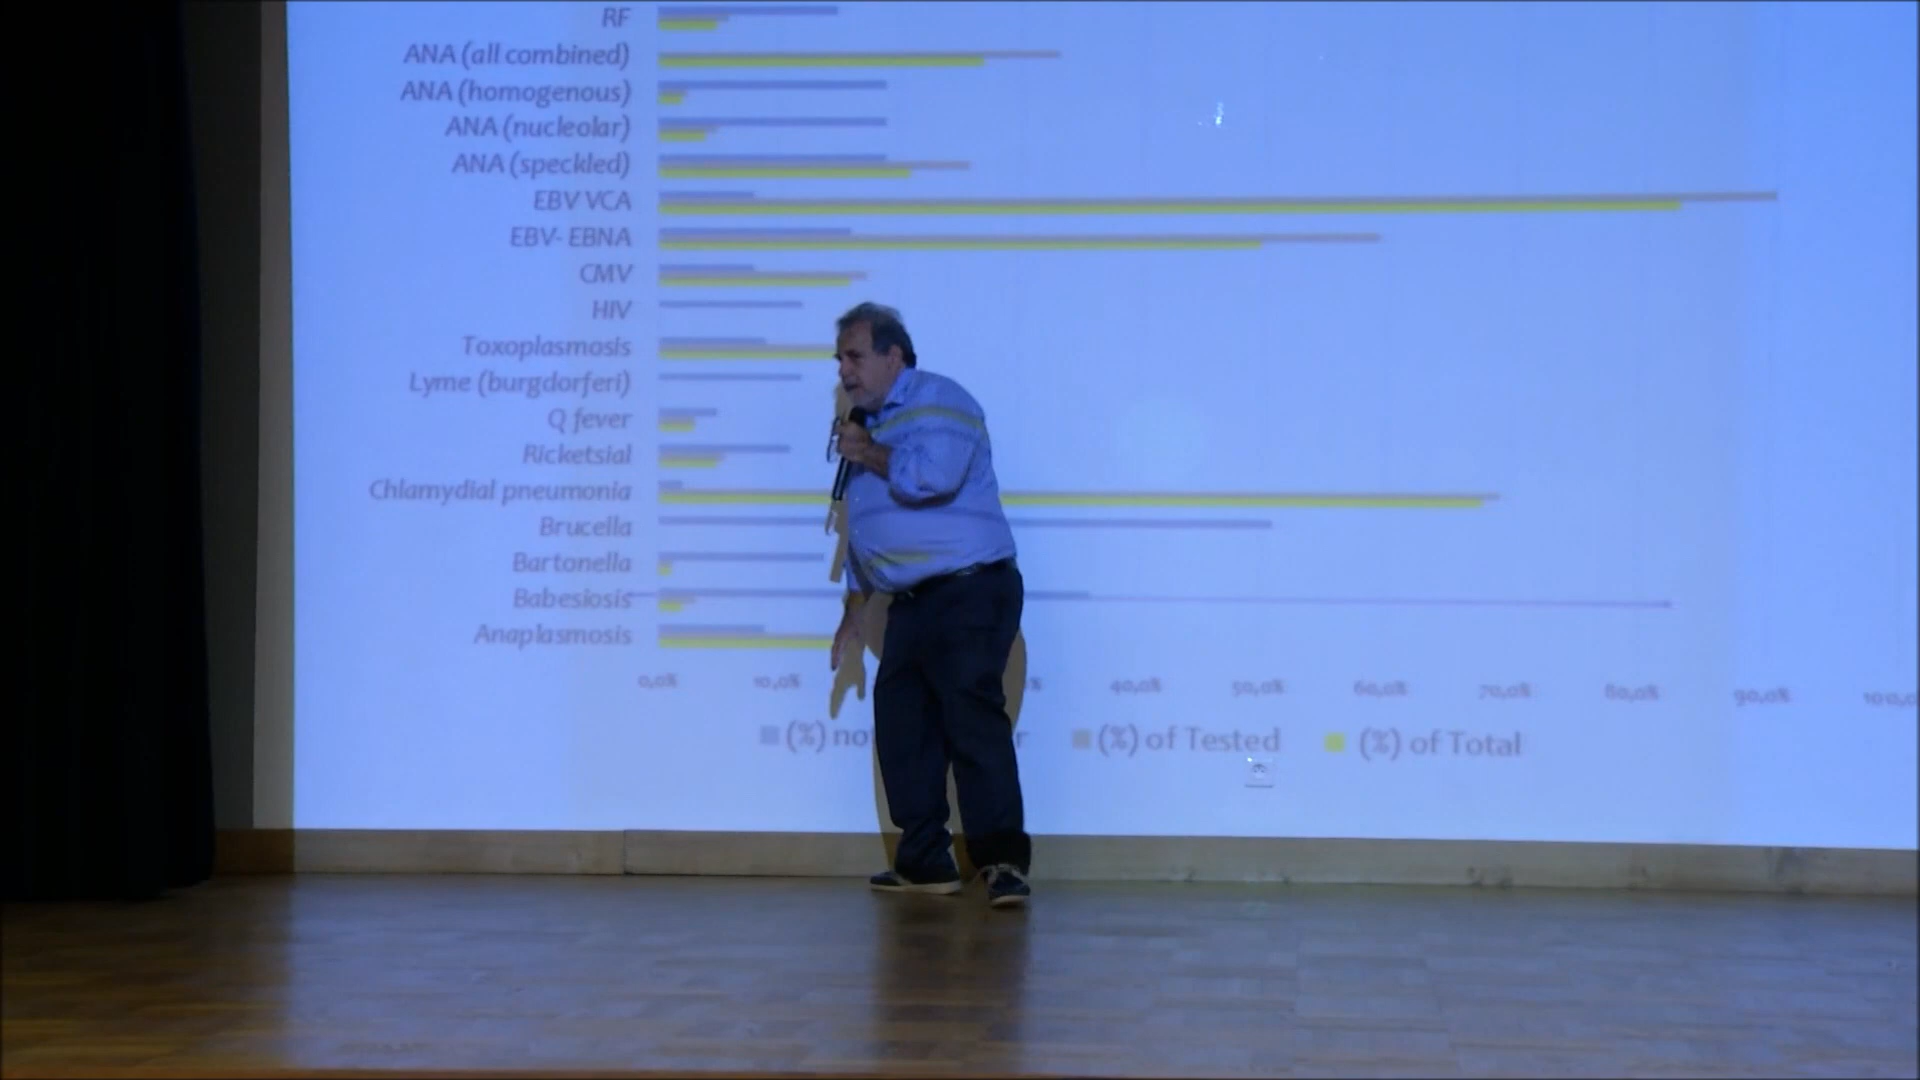 RF
ANA (all combined)
ANA (homogenous)
ANA (nucleolar)
ANA (speckled)
EBV VCA
EBV- EBNA
CMV
HIV
Toxoplasmosis
Lyme (burgdorferi)
Q fever
Ricketsial
Chlamydial pneumonia
Brucella
Bartonella
Babesiosis
Anaplasmosis
0,0% 10,0% % 40,0% 50,0% 60,0% 70,0% 80,0% 90,0% 100,0
(%) no r (%) of Tested (%) of Total